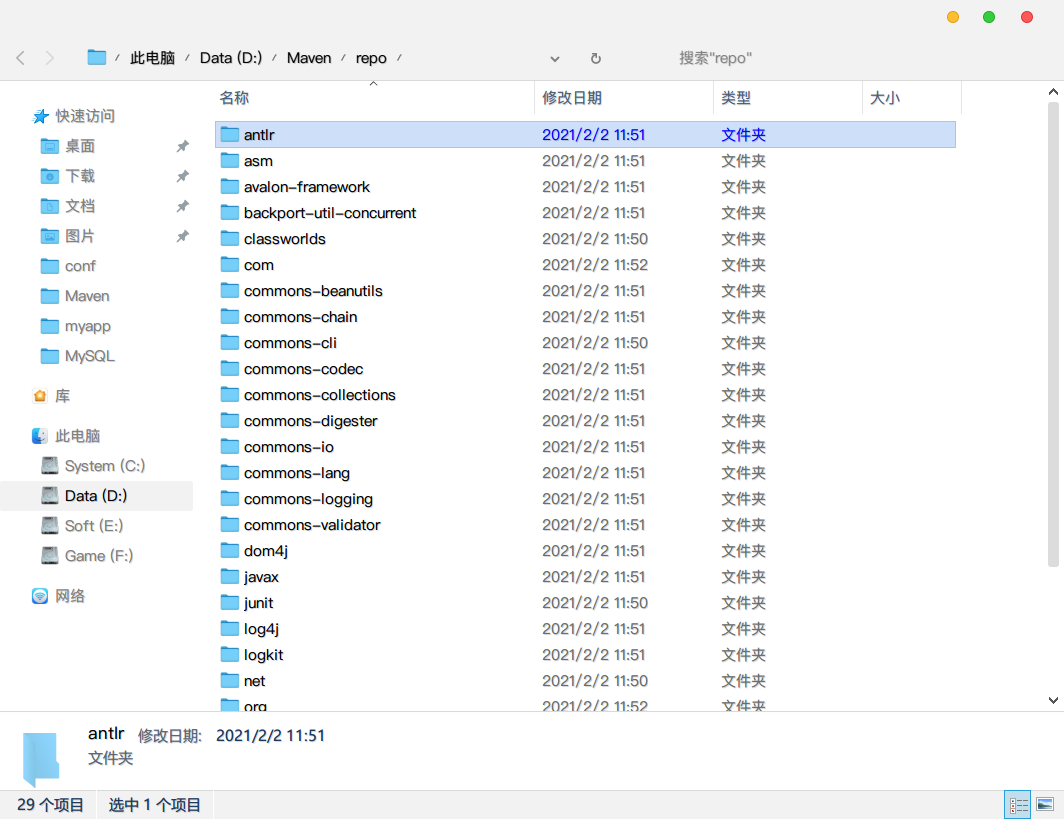 此电脑 / Data (D:) / Maven / repo /
搜索"repo"
名称 修改日期 类型 大小
快速访问
桌面
下载
文档
图片
conf
Maven
myapp
MySQL
库
此电脑
System (C:)
Data (D:)
Soft (E:)
Game (F:)
网络
antlr 2021/2/2 11:51 文件夹
asm 2021/2/2 11:51 文件夹
avalon-framework 2021/2/2 11:51 文件夹
backport-util-concurrent 2021/2/2 11:51 文件夹
classworlds 2021/2/2 11:50 文件夹
com 2021/2/2 11:52 文件夹
commons-beanutils 2021/2/2 11:51 文件夹
commons-chain 2021/2/2 11:51 文件夹
commons-cli 2021/2/2 11:50 文件夹
commons-codec 2021/2/2 11:51 文件夹
commons-collections 2021/2/2 11:51 文件夹
commons-digester 2021/2/2 11:51 文件夹
commons-io 2021/2/2 11:51 文件夹
commons-lang 2021/2/2 11:51 文件夹
commons-logging 2021/2/2 11:51 文件夹
commons-validator 2021/2/2 11:51 文件夹
dom4j 2021/2/2 11:51 文件夹
javax 2021/2/2 11:51 文件夹
junit 2021/2/2 11:50 文件夹
log4j 2021/2/2 11:51 文件夹
logkit 2021/2/2 11:51 文件夹
net 2021/2/2 11:50 文件夹
org 2021/2/2 11:52 文件夹
antlr 修改日期: 2021/2/2 11:51
文件夹
29 个项目 选中 1 个项目